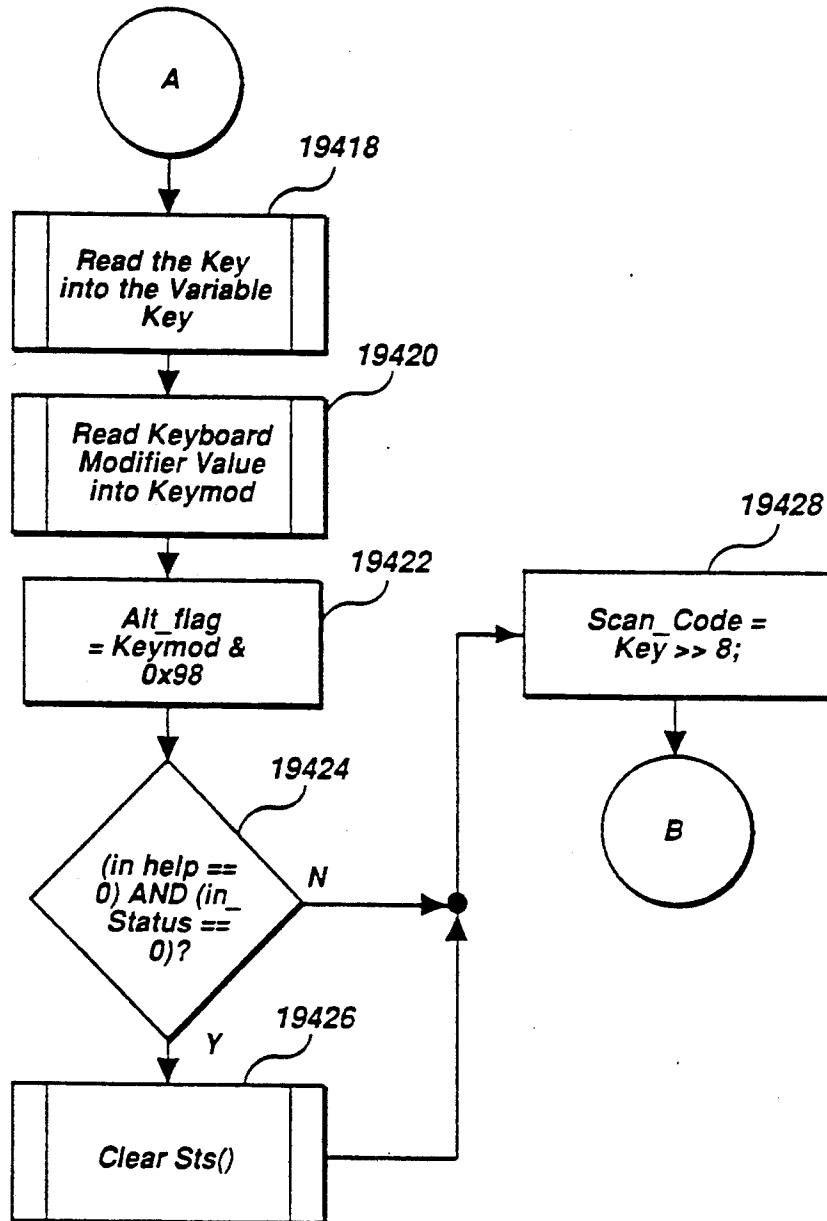 A
19418
Read the Key
into the Variable
Key
19420
Read Keyboard
Modifier Value
into Keymod
19422
Alt_flag
= Keymod &
0x98
19424
(in help ==
0) AND (in_
Status ==
0)?
N
Y
19426
Clear Sts()
19428
Scan_Code =
Key >> 8;
B